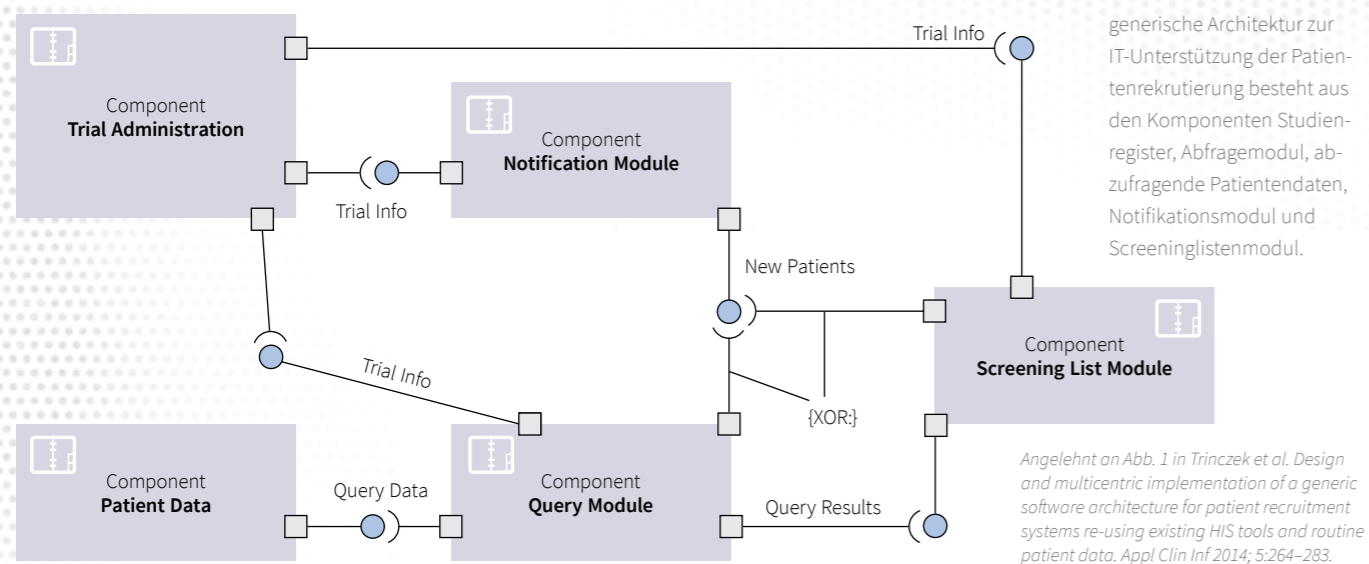 Trial Info
generische Architektur zur
IT-Unterstützung der Patien-
tenrekrutierung besteht aus
den Komponenten Studien-
register, Abfragemodul, ab-
zufragende Patientendaten,
Notifikationsmodul und
Screeninglistenmodul.
Component
Trial Administration
Component
Notification Module
Trial Info
New Patients
Component
Screening List Module
Trial Info
{XOR:}
Component
Patient Data
Query Data
Component
Query Module
Query Results
Angelehnt an Abb. 1 in Trinczek et al. Design
and multicentric implementation of a generic
software architecture for patient recruitment
systems re-using existing HIS tools and routine
patient data. Appl Clin Inf 2014; 5:264–283.